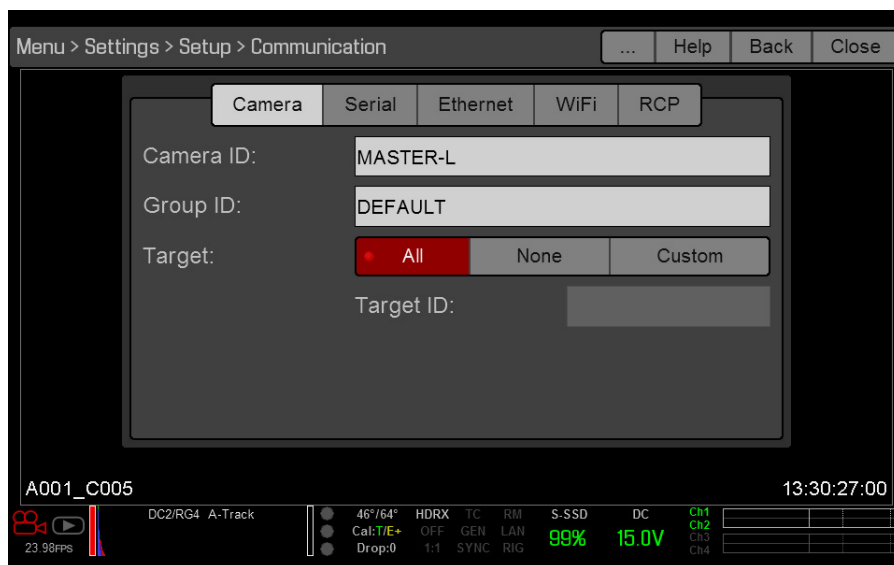 Menu > Settings > Setup > Communication ... Help Back Close
Camera Serial Ethernet WiFi RCP
Camera ID: MASTER-L
Group ID: DEFAULT
Target: All None Custom
Target ID:
A001_C005 13:30:27:00
DC2/RG4 A-Track 46°/64° HDRX TC RM S-SSD DC Ch1
Cal:T/E+ OFF GEN LAN 99% 15.0V Ch2
23.98FPS Drop:0 1:1 SYNC RIG Ch3
Ch4